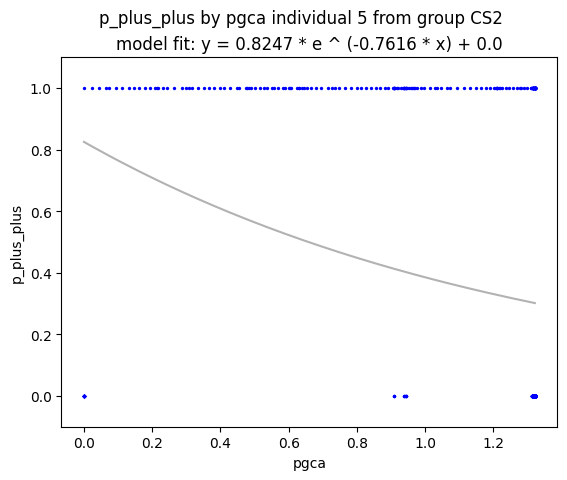 p_plus_plus by pgca individual 5 from group CS2
model fit: y = 0.8247 * e ^ (-0.7616 * x) + 0.0
1.0
0.8
0.6
0.4
0.2
0.0
p_plus_plus
0.0 0.2 0.4 0.6 0.8 1.0 1.2
pgca